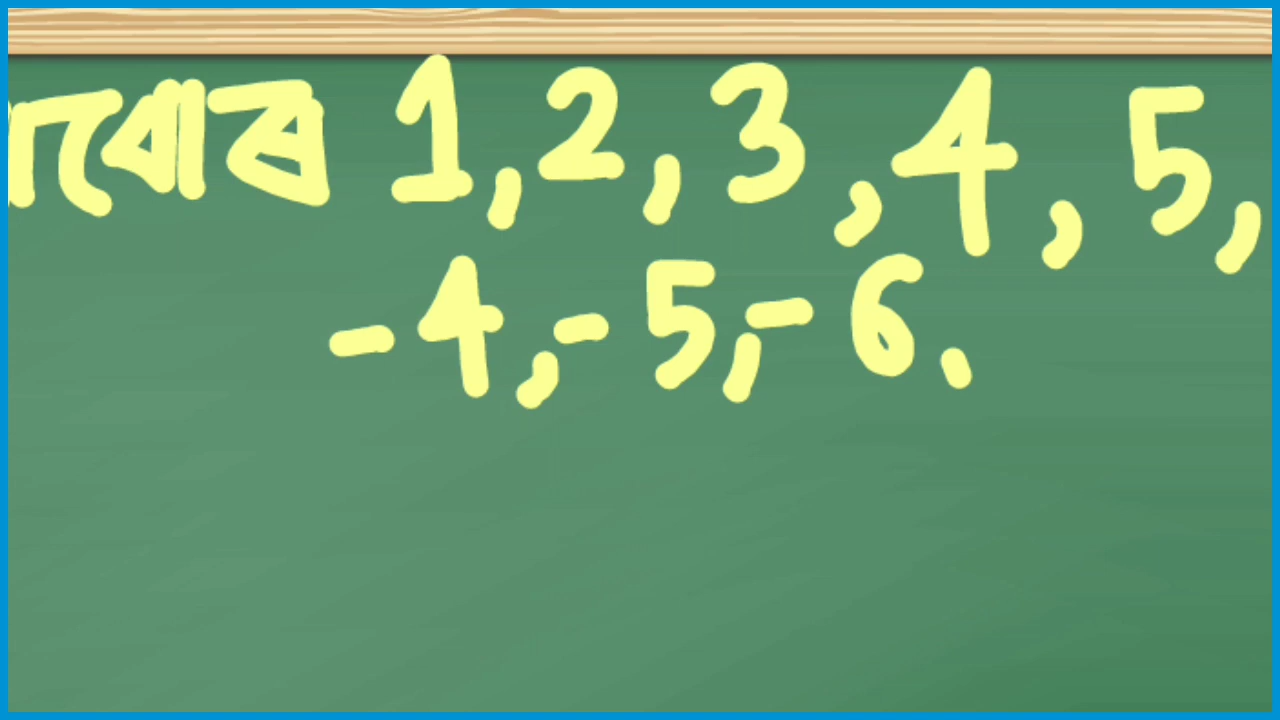 1, 2, 3, 4, 5,
-4, -5, -6.